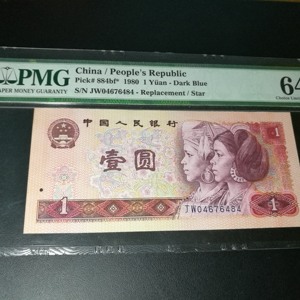 PMG
PAPER MONEY GUARANTY
China / People's Republic
Pick# 884bf* 1980 1 Yüan - Dark Blue
S/N JW04676484 - Replacement / Star
64
中国人民银行
1
壹圆
1
JW04676484